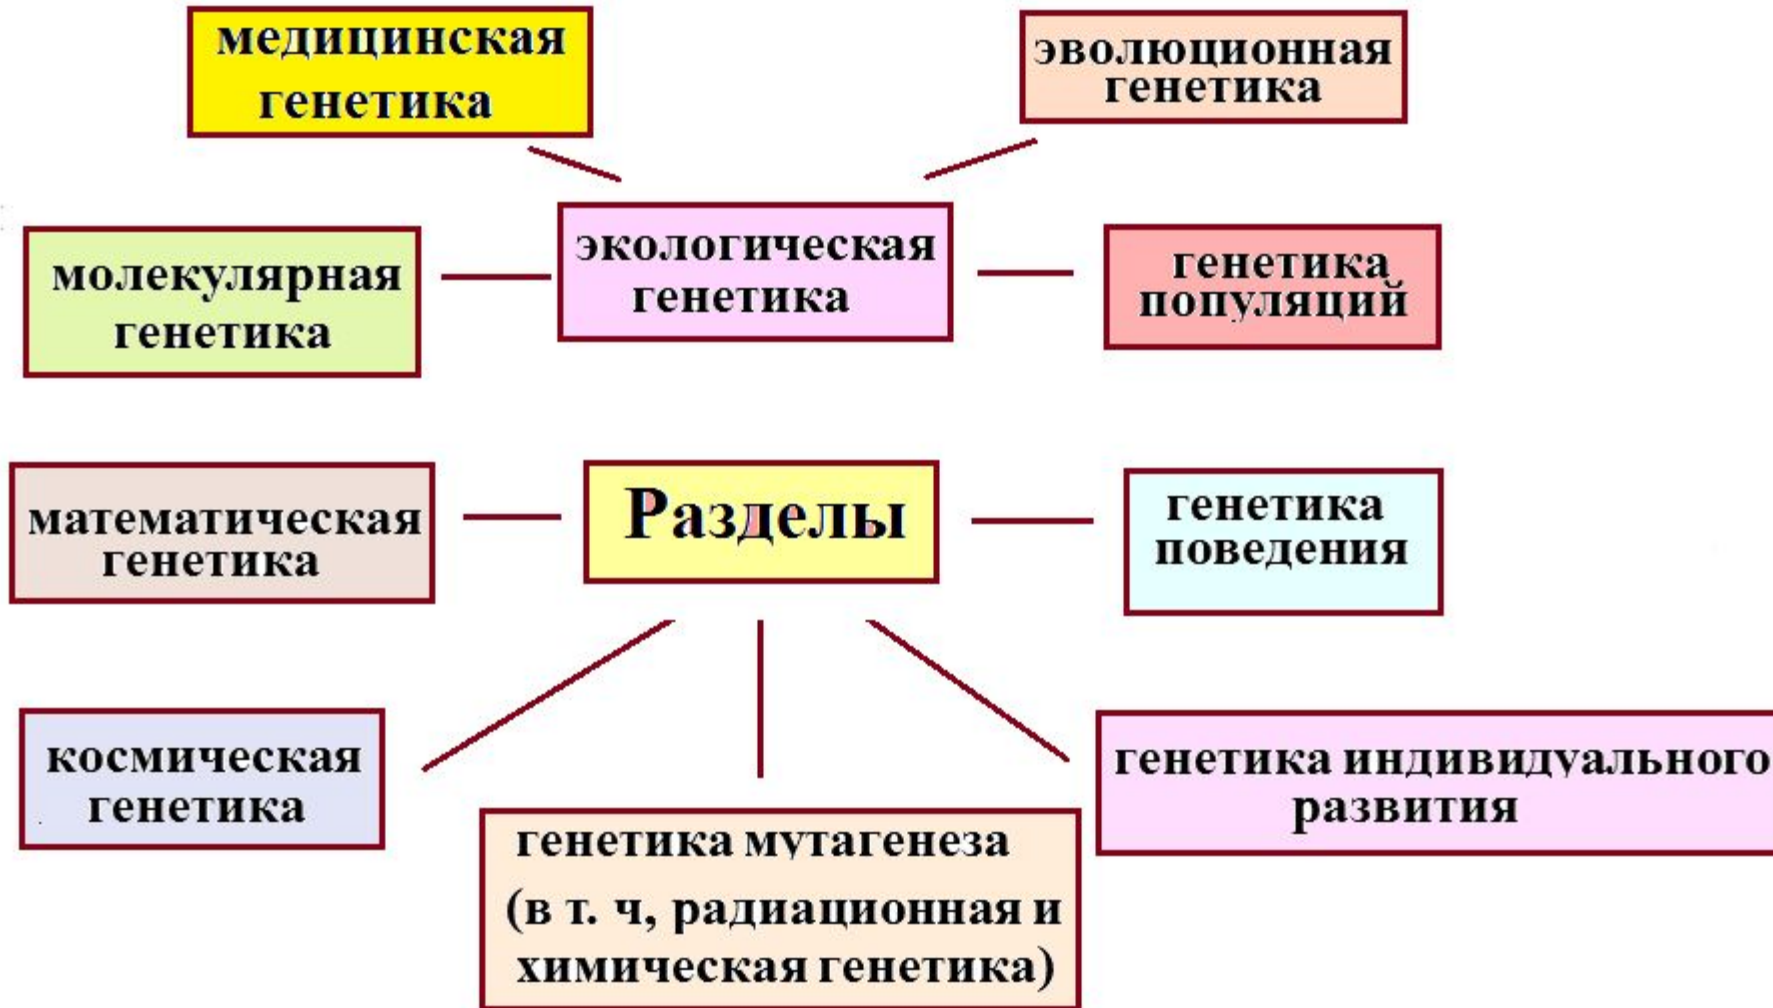 медицинская
генетика
эволюционная
генетика
молекулярная
генетика
экологическая
генетика
генетика
популяций
математическая
генетика
Разделы
генетика
поведения
космическая
генетика
генетика мутагенеза
(в т. ч, радиационная и
химическая генетика)
генетика индивидуального
развития